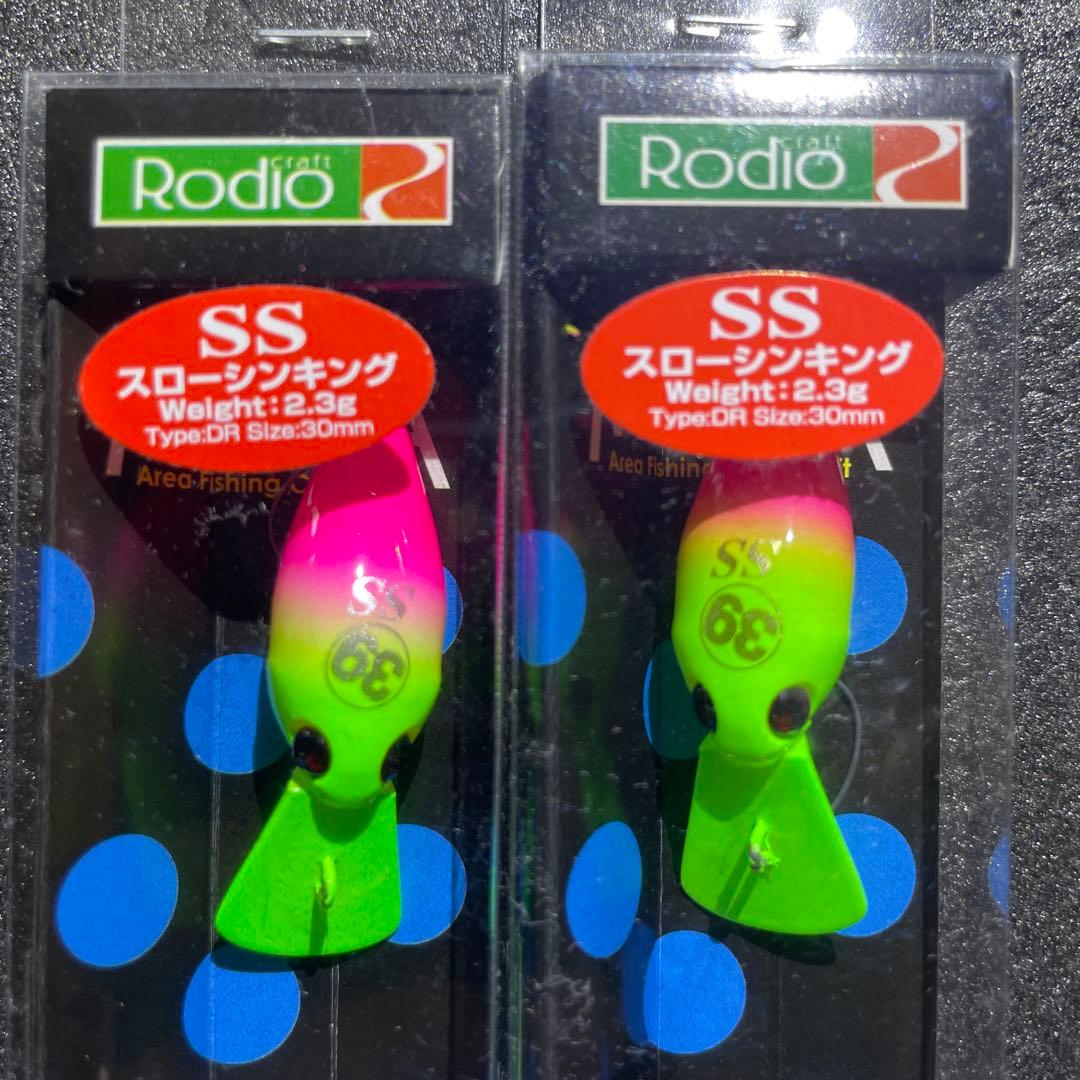 Rodio craft
SS
スローシンキング
Weight:2.3g
Type:DR Size:30mm
Area Fishing
SS
3g
Rodio craft
SS
スローシンキング
Weight:2.3g
Type:DR Size:30mm
Area Fishing
SS
3g